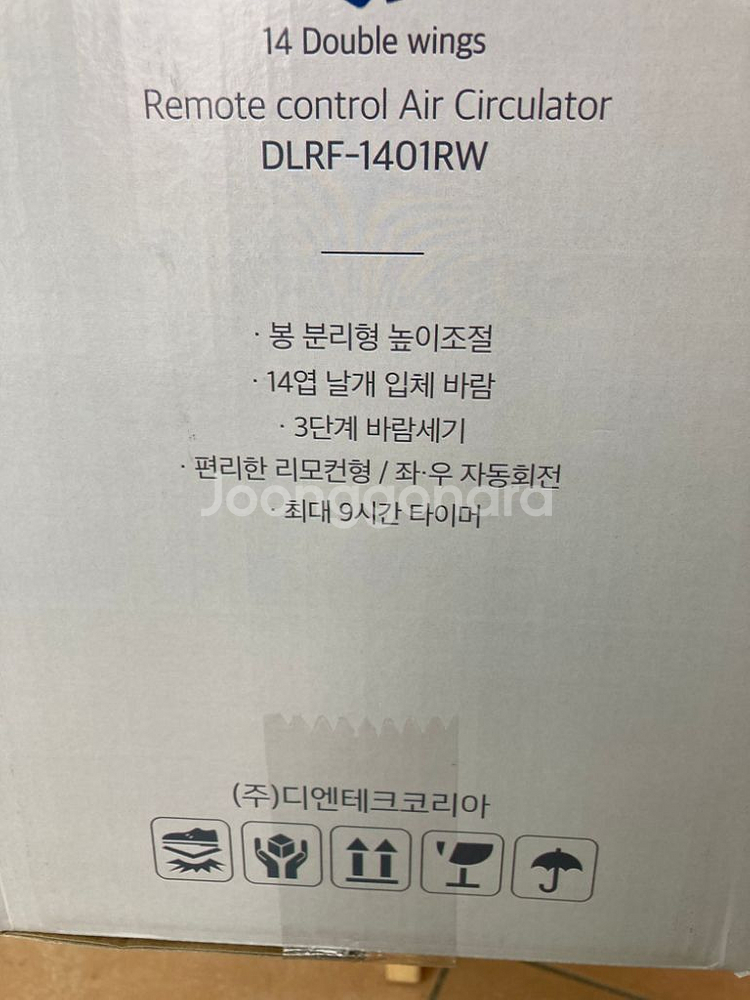 14 Double wings
Remote control Air Circulator
DLRF-1401RW
· 봉 분리형 높이조절
· 14엽 날개 입체 바람
· 3단계 바람세기
· 편리한 리모컨형 / 좌·우 자동회전
Joonggonara
· 최대 9시간 타이머
(주)디엔테크코리아